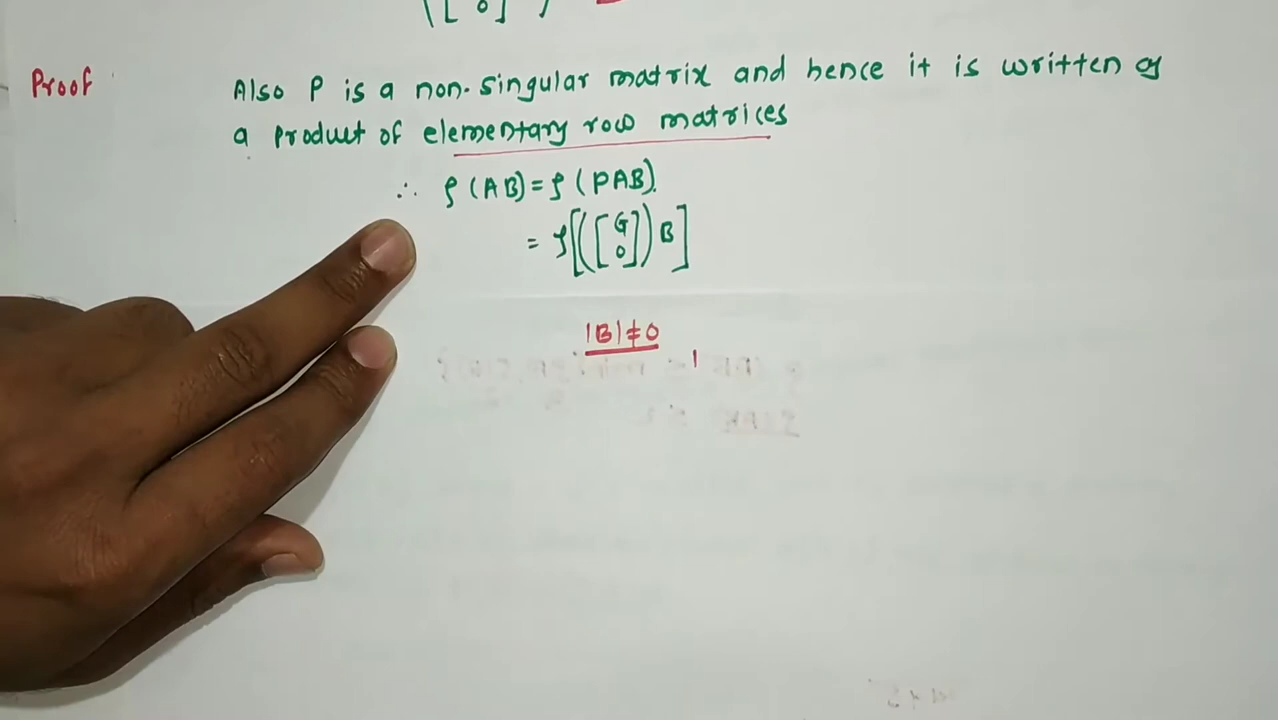 [ 0 ]
Proof
Also P is a non-singular matrix and hence it is written as
a product of elementary row matrices
∴ ρ(AB) = ρ(PAB).
= ρ[([G 0])B]
|B| ≠ 0